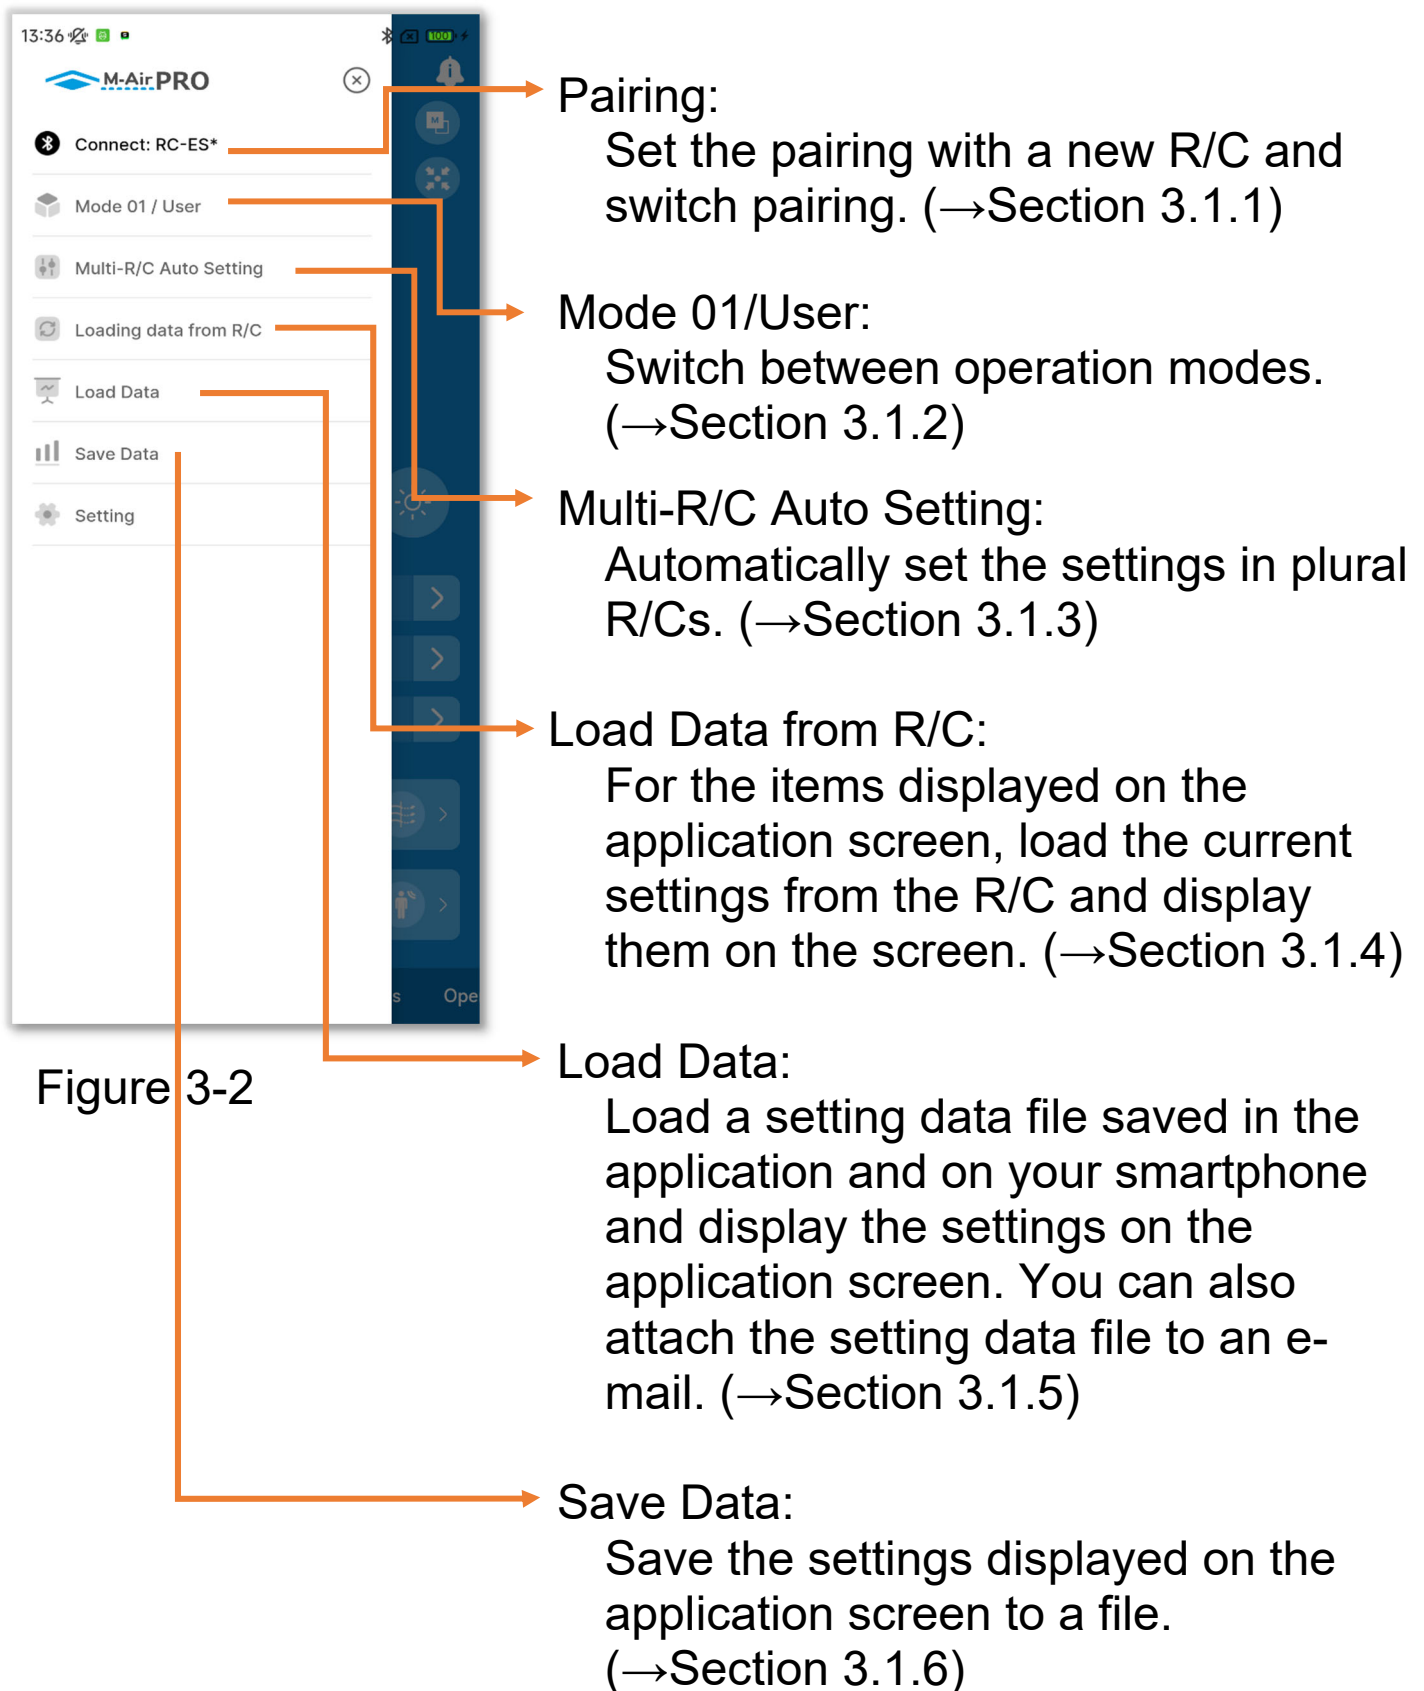 13:36
100
M-Air PRO
Connect: RC-ES*
Mode 01 / User
Multi-R/C Auto Setting
Loading data from R/C
Load Data
Save Data
Setting
M
s
Ope
Figure 3-2
Pairing:
Set the pairing with a new R/C and
switch pairing. (→Section 3.1.1)
Mode 01/User:
Switch between operation modes.
(→Section 3.1.2)
Multi-R/C Auto Setting:
Automatically set the settings in plural
R/Cs. (→Section 3.1.3)
Load Data from R/C:
For the items displayed on the
application screen, load the current
settings from the R/C and display
them on the screen. (→Section 3.1.4)
Load Data:
Load a setting data file saved in the
application and on your smartphone
and display the settings on the
application screen. You can also
attach the setting data file to an e-
mail. (→Section 3.1.5)
Save Data:
Save the settings displayed on the
application screen to a file.
(→Section 3.1.6)